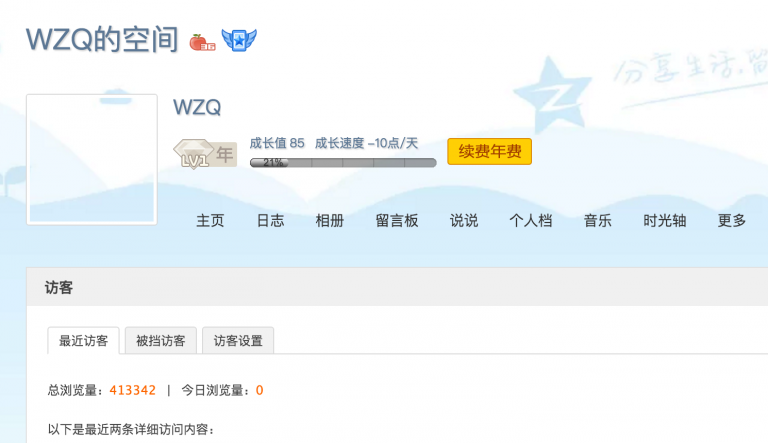 WZQ的空间
分享生活,留
WZQ
LV1 年
成长值 85 成长速度 -10点/天
21%
续费年费
主页 日志 相册 留言板 说说 个人档 音乐 时光轴 更多
访客
最近访客 被挡访客 访客设置
总浏览量：413342 | 今日浏览量：0
以下是最近两条详细访问内容：